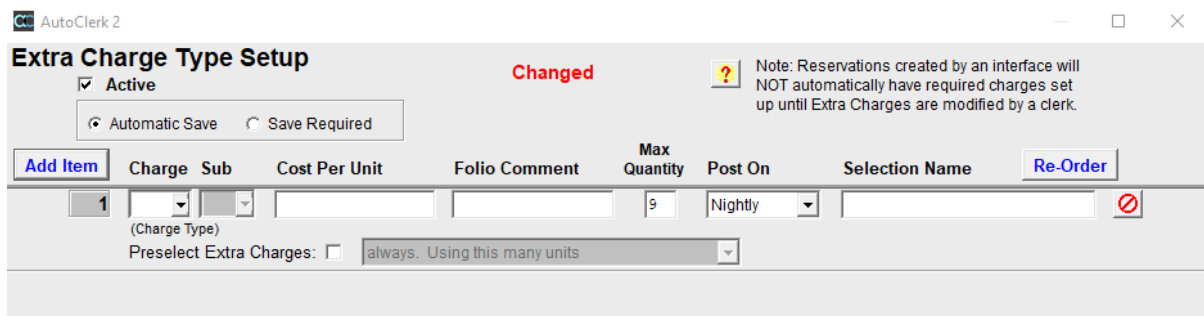 AutoClerk 2
Extra Charge Type Setup
Changed
? Note: Reservations created by an interface will
NOT automatically have required charges set
up until Extra Charges are modified by a clerk.
Active
Automatic Save Save Required
Add Item Charge Sub Cost Per Unit Folio Comment Max Quantity Post On Selection Name Re-Order
1 9 Nightly
(Charge Type)
Preselect Extra Charges: always. Using this many units